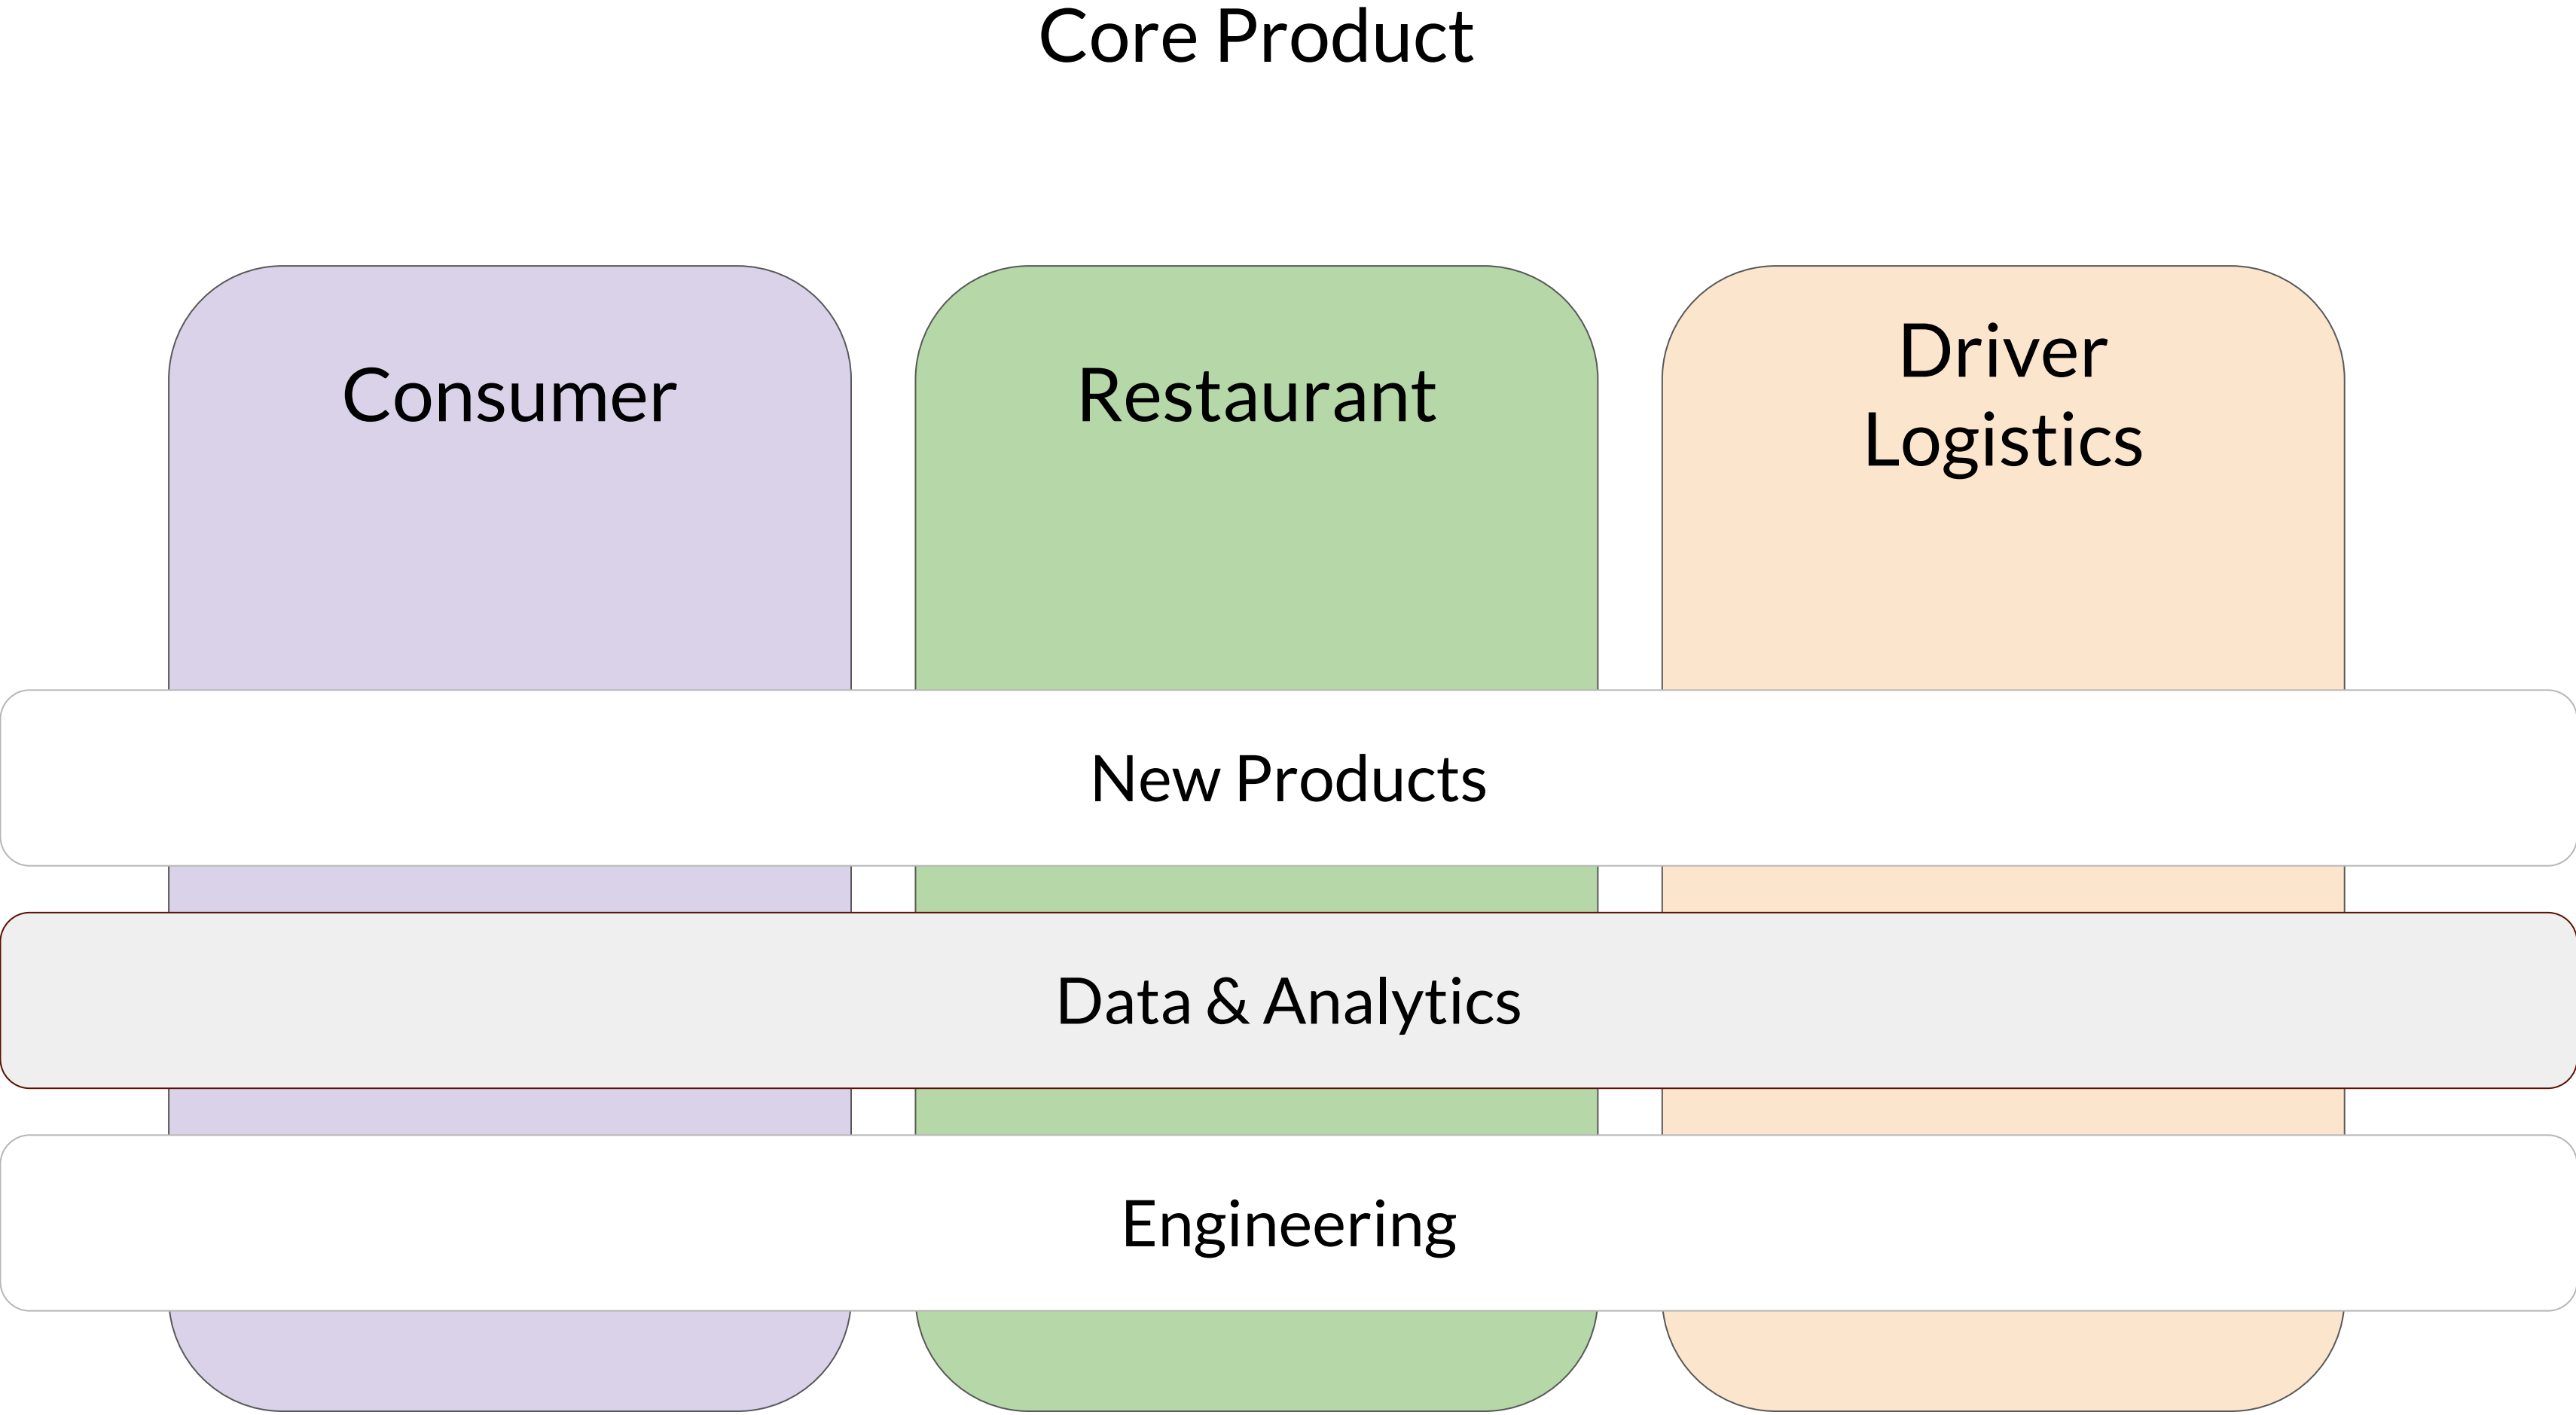 Core Product
Consumer
Restaurant
Driver
Logistics
New Products
Data & Analytics
Engineering